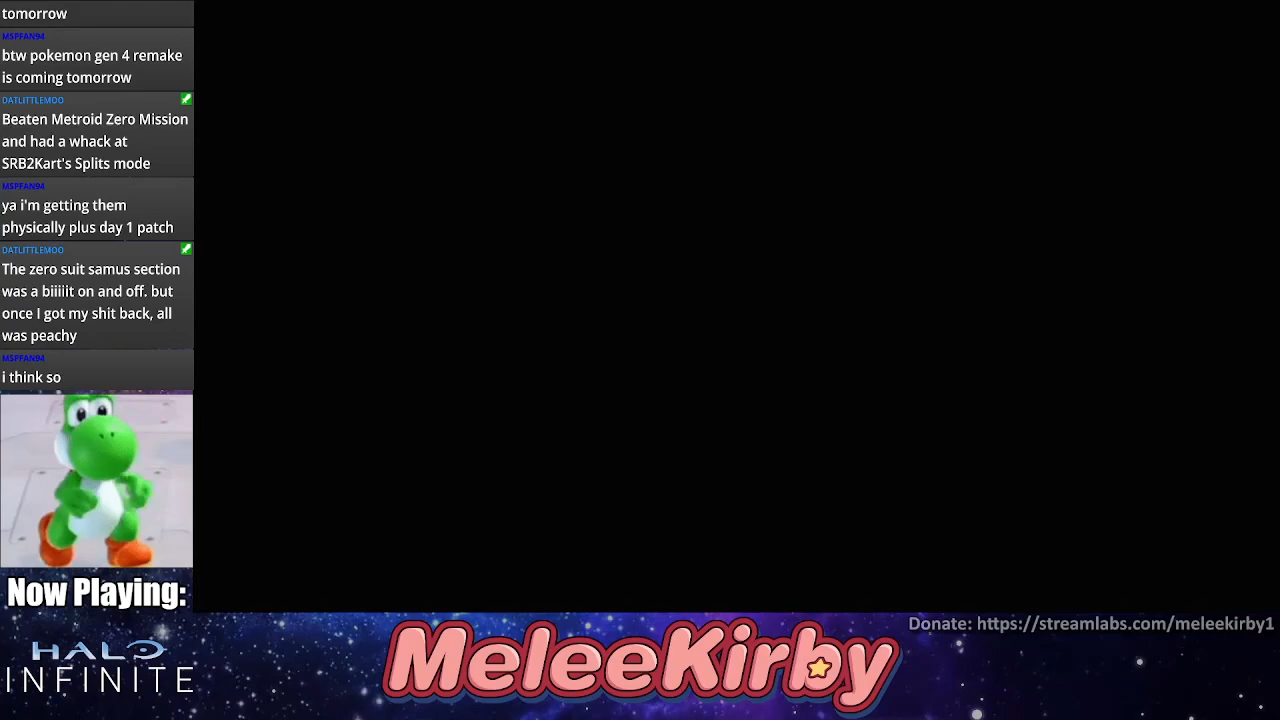 tomorrow
MSPFAN94
btw pokemon gen 4 remake
is coming tomorrow
DATLITTLEMOO
Beaten Metroid Zero Mission
and had a whack at
SRB2Kart's Splits mode
MSPFAN94
ya i'm getting them
physically plus day 1 patch
DATLITTLEMOO
The zero suit samus section
was a biiiiit on and off. but
once I got my shit back, all
was peachy
MSPFAN94
i think so
Now Playing:
HALO
INFINITE
MeleeKirby
Donate: https://streamlabs.com/meleekirby1